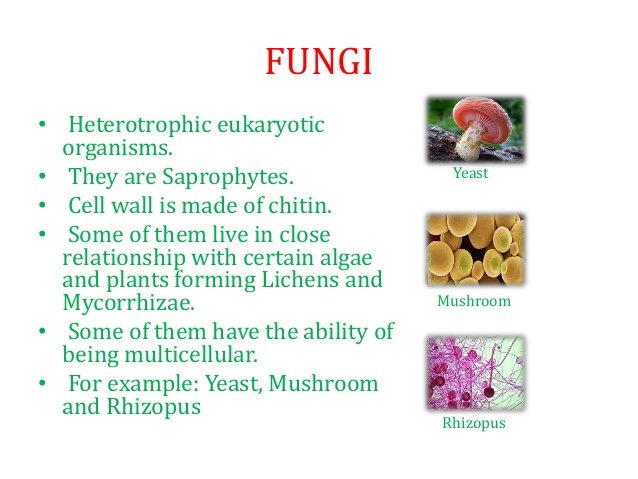 FUNGI
• Heterotrophic eukaryotic
organisms.
• They are Saprophytes.
• Cell wall is made of chitin.
• Some of them live in close
relationship with certain algae
and plants forming Lichens and
Mycorrhizae.
• Some of them have the ability of
being multicellular.
• For example: Yeast, Mushroom
and Rhizopus
Yeast
Mushroom
Rhizopus